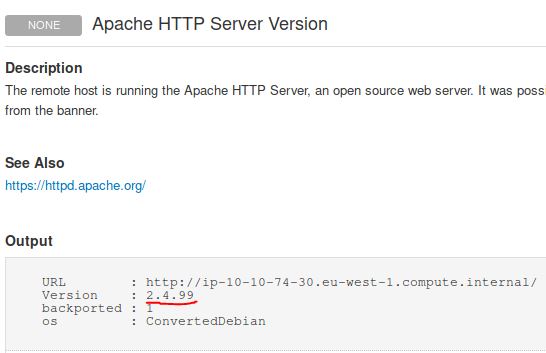 NONE Apache HTTP Server Version
Description
The remote host is running the Apache HTTP Server, an open source web server. It was
from the banner.
See Also
https://httpd.apache.org/
Output
URL : http://ip-10-10-74-30.eu-west-1.compute.internal/
Version : 2.4.99
backported : 1
os : ConvertedDebian